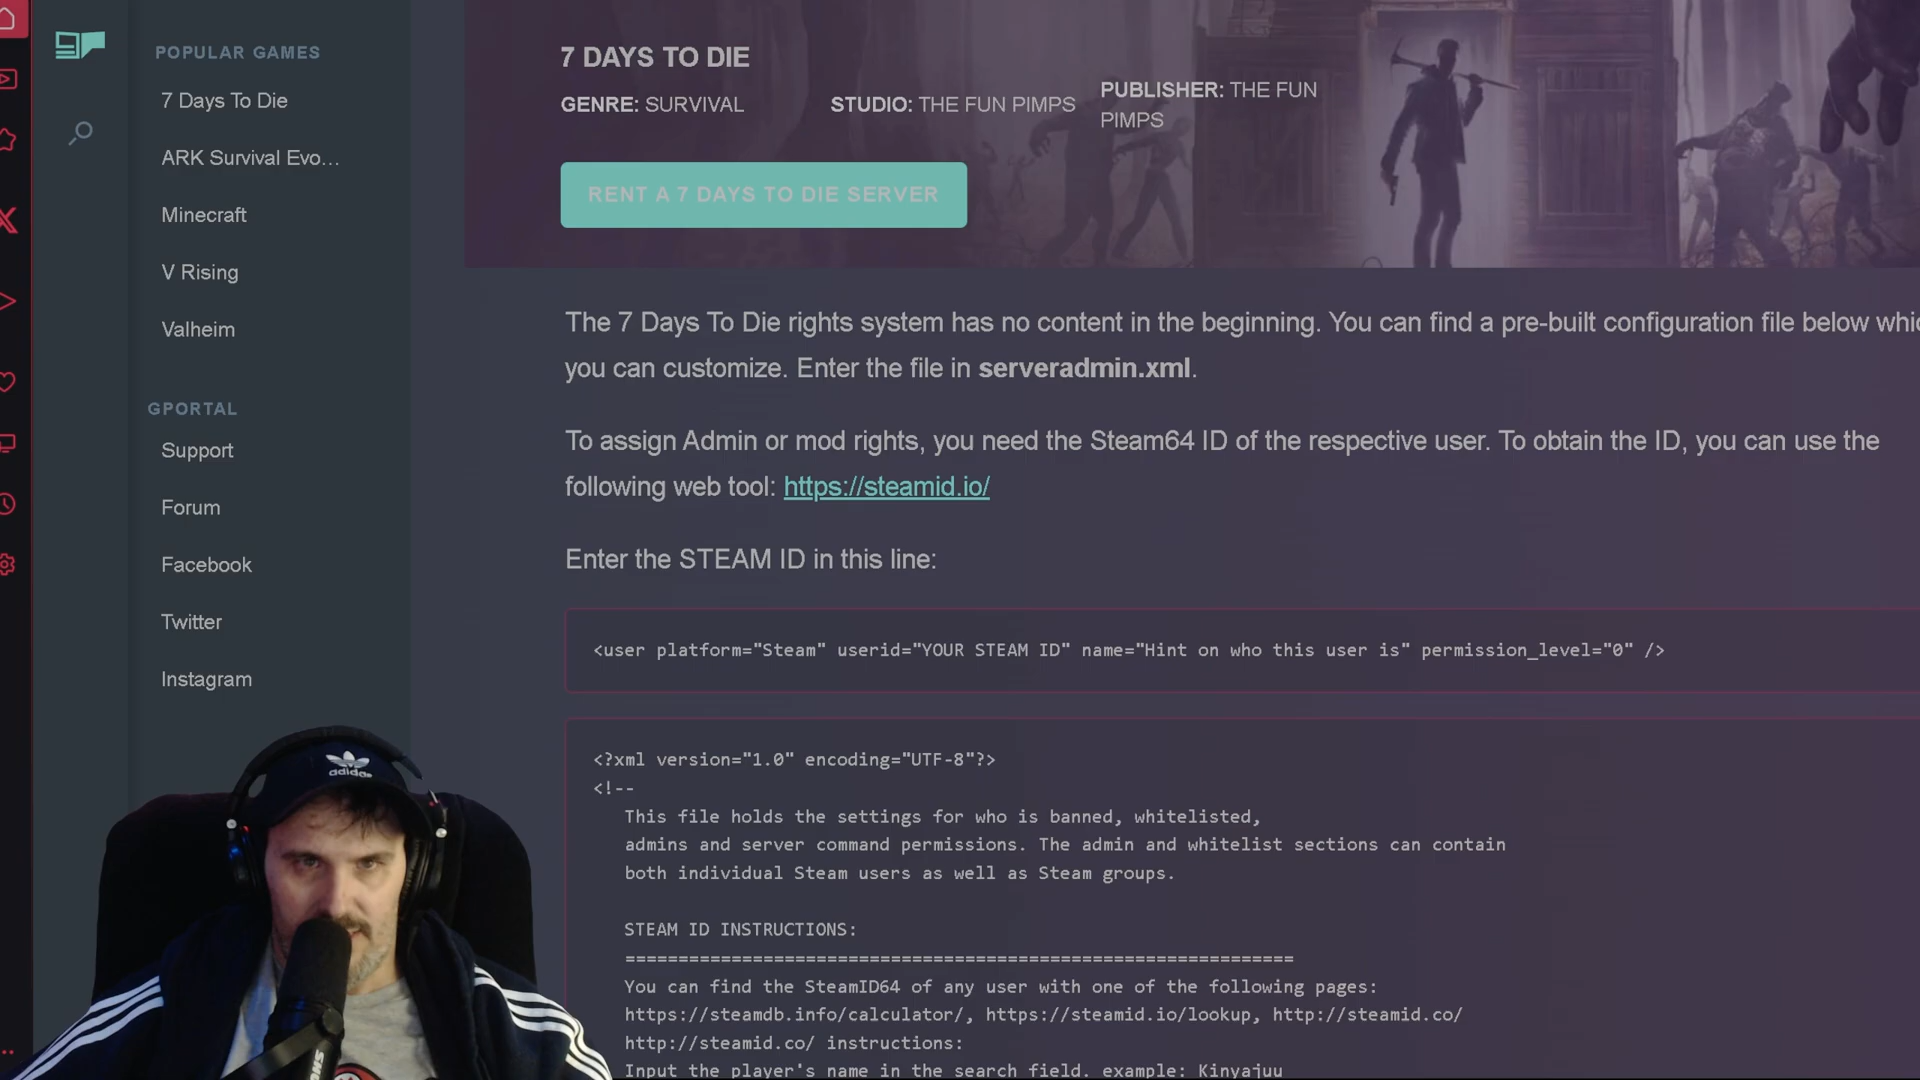 POPULAR GAMES
7 Days To Die
ARK Survival Evo...
Minecraft
V Rising
Valheim
GPORTAL
Support
Forum
Facebook
Twitter
Instagram
7 DAYS TO DIE
GENRE: SURVIVAL
STUDIO: THE FUN PIMPS
PUBLISHER: THE FUN
PIMPS
RENT A 7 DAYS TO DIE SERVER
The 7 Days To Die rights system has no content in the beginning. You can find a pre-built configuration file below
you can customize. Enter the file in serveradmin.xml.
To assign Admin or mod rights, you need the Steam64 ID of the respective user. To obtain the ID, you can use the
following web tool: https://steamid.io/
Enter the STEAM ID in this line:
<user platform="Steam" userid="YOUR STEAM ID" name="Hint on who this user is" permission_level="0" />
<?xml version="1.0" encoding="UTF-8"?>
<!--
This file holds the settings for who is banned, whitelisted,
admins and server command permissions. The admin and whitelist sections can contain
both individual Steam users as well as Steam groups.
STEAM ID INSTRUCTIONS:
===============================================================
You can find the SteamID64 of any user with one of the following pages:
https://steamdb.info/calculator/, https://steamid.io/lookup, http://steamid.co/
http://steamid.co/ instructions:
Input the player's name in the search field. example: Kinyajuu
adidas